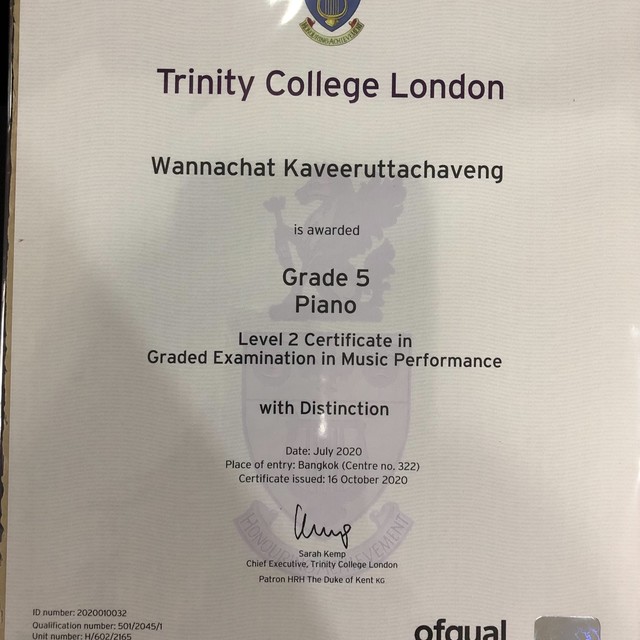 Trinity College London
Wannachat Kaveeruttachaveng
is awarded
Grade 5
Piano
Level 2 Certificate in
Graded Examination in Music Performance
with Distinction
Date: July 2020
Place of entry: Bangkok (Centre no. 322)
Certificate issued: 16 October 2020
Sarah Kemp
Chief Executive, Trinity College London
Patron HRH The Duke of Kent KG
ID number: 2020010032
Qualification number: 501/2045/1
Unit number: H/602/2165
ofqual